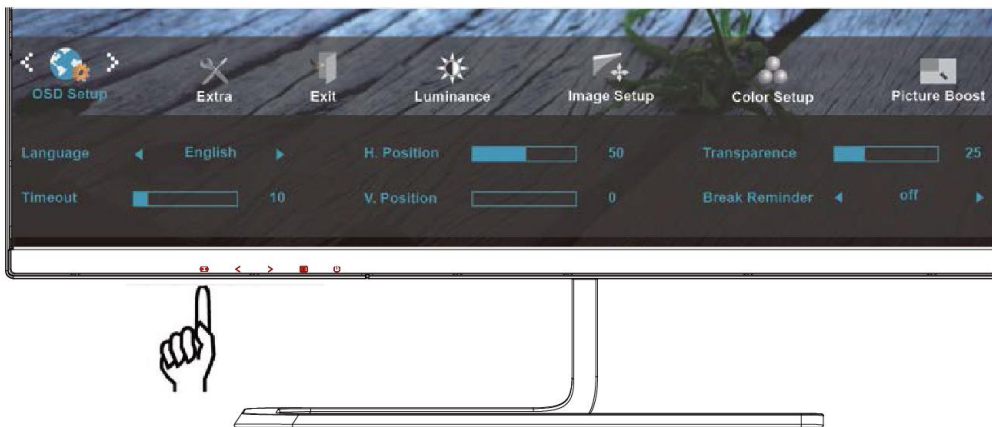 OSD Setup Extra Exit Luminance Image Setup Color Setup Picture Boost
Language English H. Position 50 Transparence 25
Timeout 10 V. Position 0 Break Reminder off